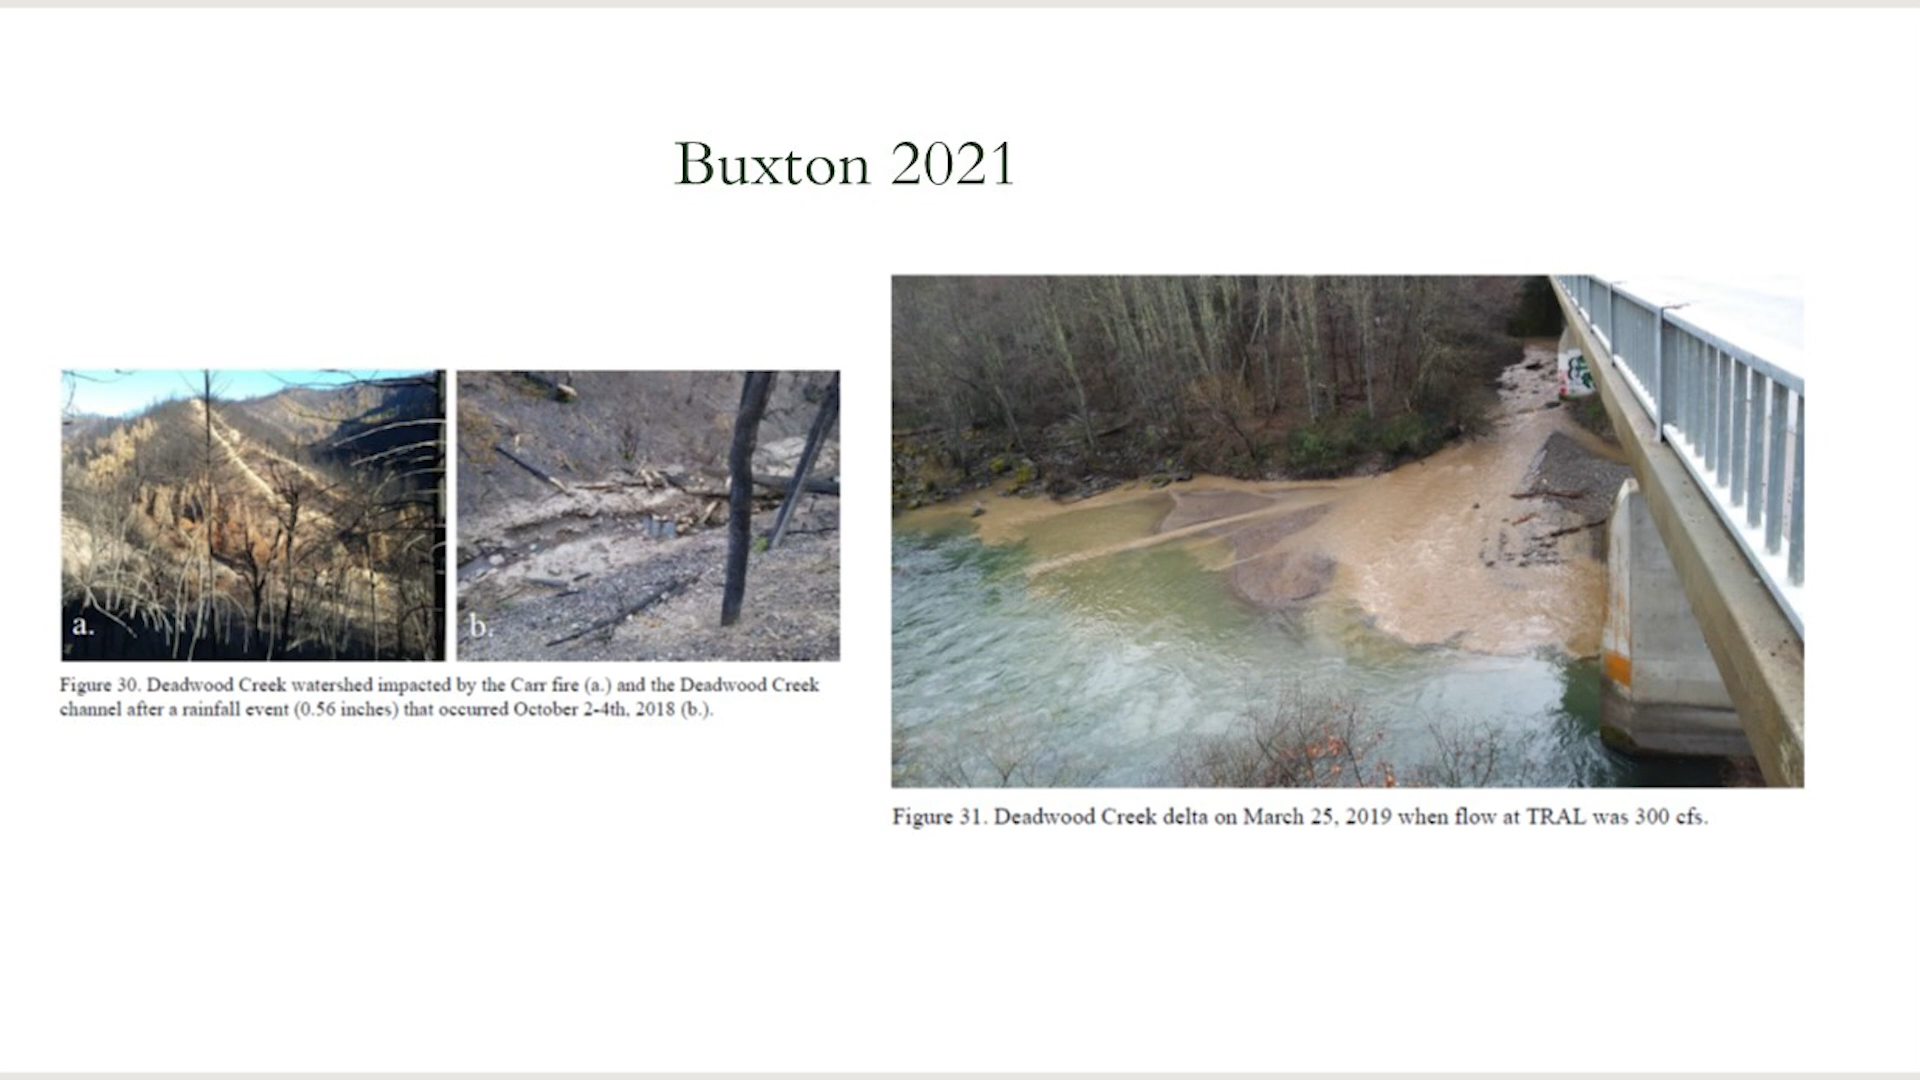 Buxton 2021
a.
b.
Figure 30. Deadwood Creek watershed impacted by the Carr fire (a.) and the Deadwood Creek
channel after a rainfall event (0.56 inches) that occurred October 2-4th, 2018 (b.).
Figure 31. Deadwood Creek delta on March 25, 2019 when flow at TRAL was 300 cfs.